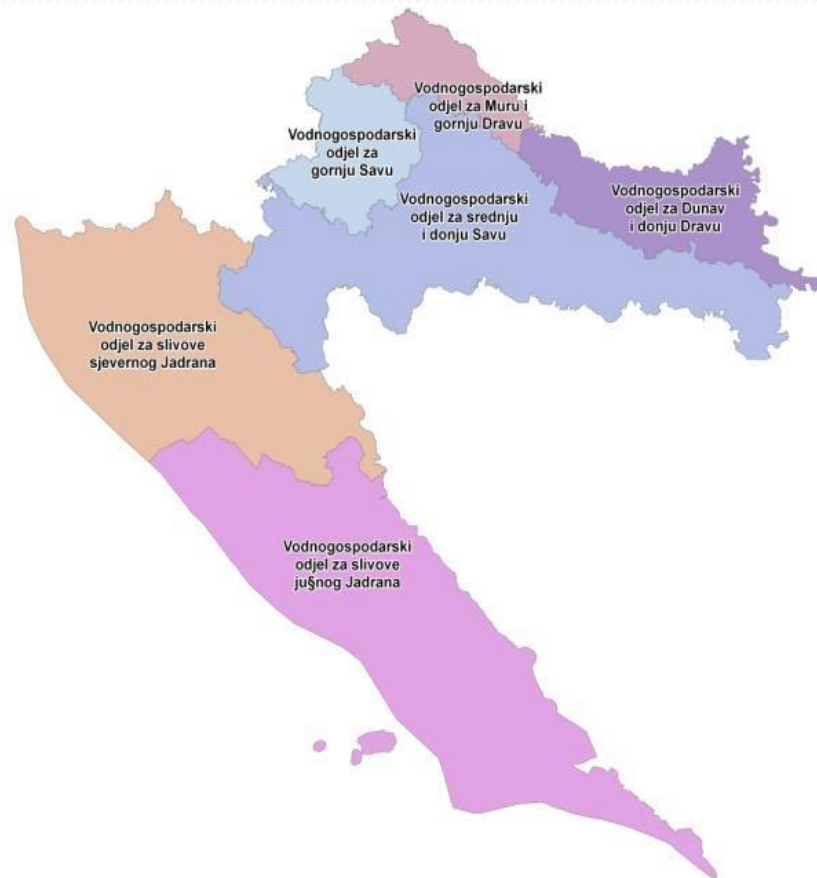 Vodnogospodarski
odjel za Muru i
gornju Dravu
Vodnogospodarski
odjel za
gornju Savu
Vodnogospodarski
odjel za srednju
i donju Savu
Vodnogospodarski
odjel za Dunav
i donju Dravu
Vodnogospodarski
odjel za slivove
sjevernog Jadrana
Vodnogospodarski
odjel za slivove
ju§nog Jadrana